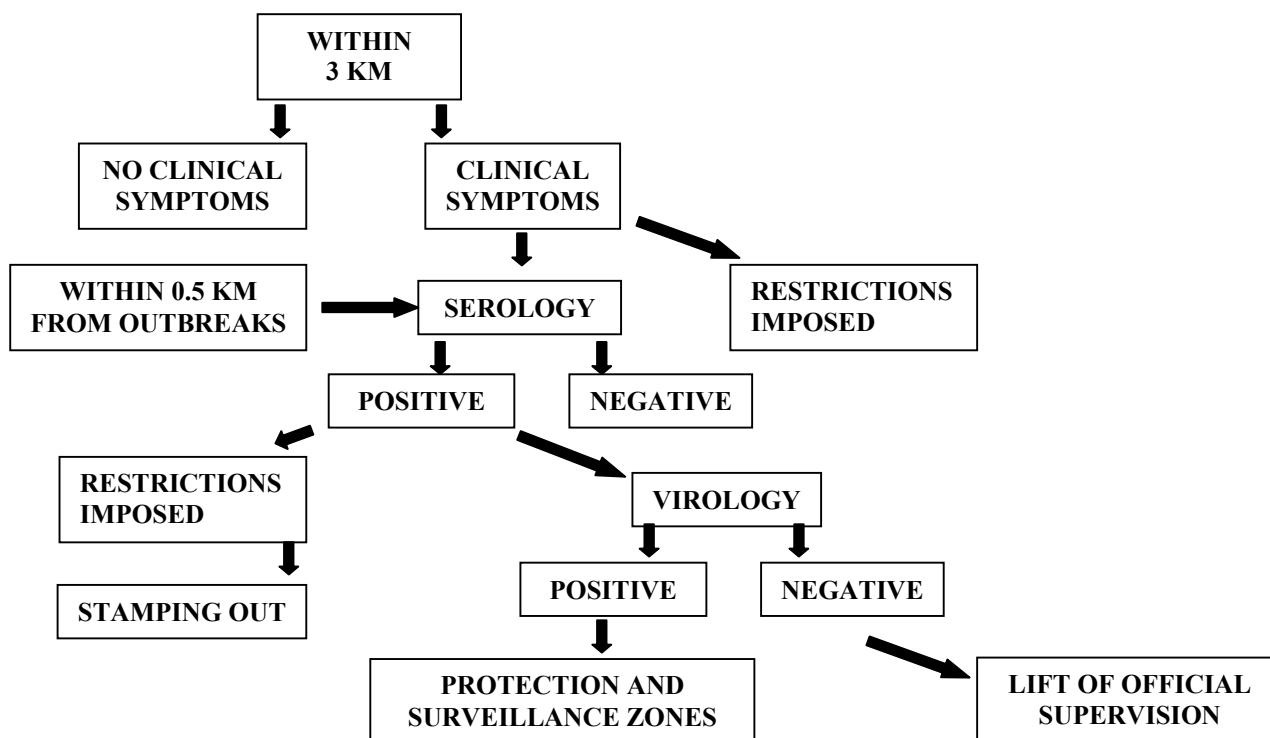 WITHIN
3 KM
NO CLINICAL
SYMPTOMS
CLINICAL
SYMPTOMS
WITHIN 0.5 KM
FROM OUTBREAKS
SEROLOGY
RESTRICTIONS
IMPOSED
POSITIVE
NEGATIVE
RESTRICTIONS
IMPOSED
VIROLOGY
STAMPING OUT
POSITIVE
NEGATIVE
PROTECTION AND
SURVEILLANCE ZONES
LIFT OF OFFICIAL
SUPERVISION